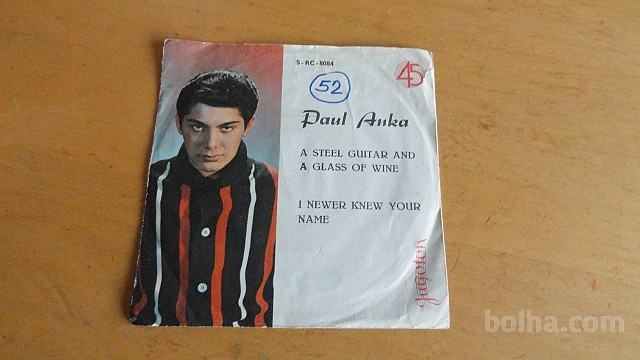 S-RC-8084
45
52
Paul Anka
A STEEL GUITAR AND
A GLASS OF WINE
I NEWER KNEW YOUR
NAME
Jugoton
bolha.com